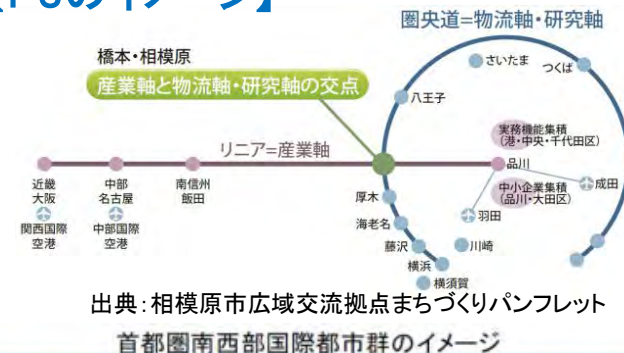 のイメージ】
圏央道=物流軸・研究軸
橋本・相模原
産業軸と物流軸・研究軸の交点
さいたま
つくば
八王子
実務機能集積
(港・中央・千代田区)
リニア=産業軸
品川
近畿
大阪
中部
名古屋
南信州
飯田
中小企業集積
(品川・大田区)
成田
関西国際
空港
中部国際
空港
厚木
羽田
海老名
藤沢
川崎
横浜
横須賀
出典:相模原市広域交流拠点まちづくりパンフレット
首都圏南西部国際都市群のイメージ